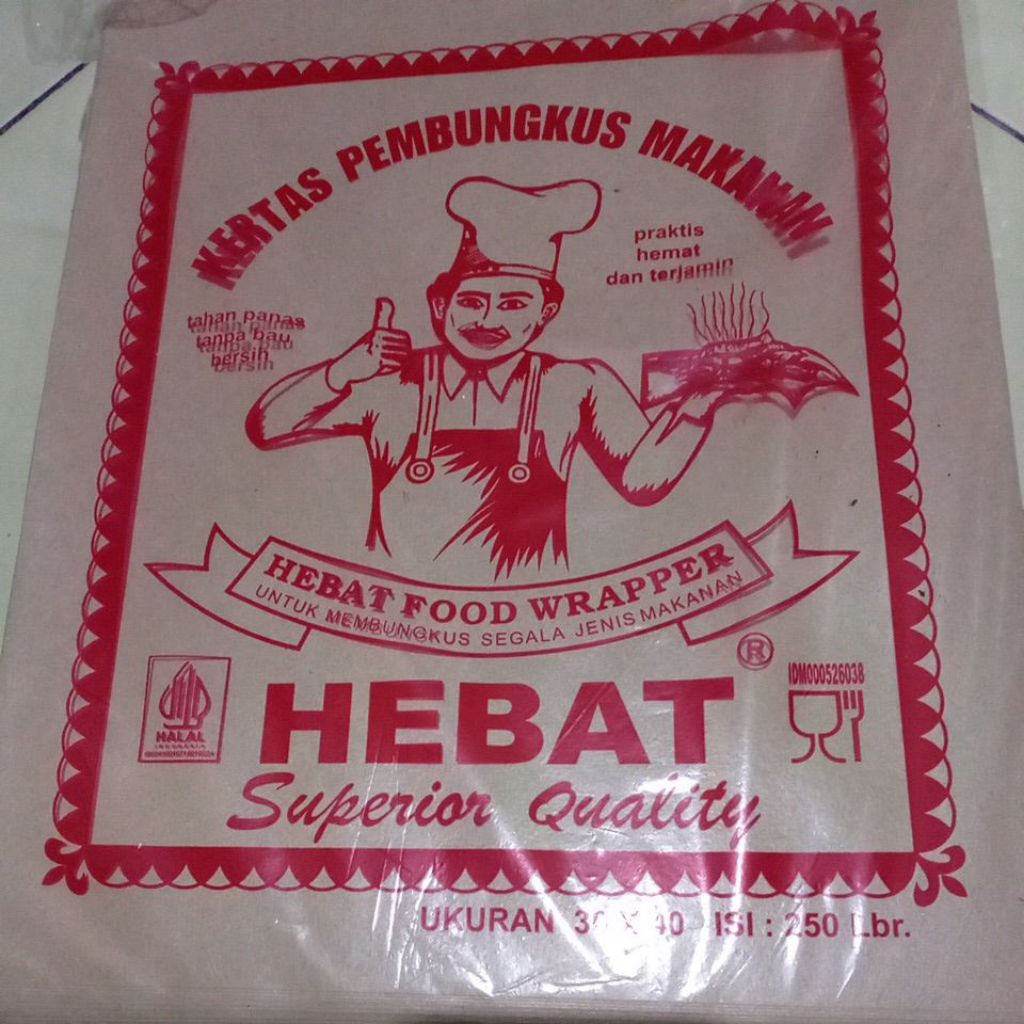 KERTAS PEMBUNGKUS MAKANAN
praktis
hemat
dan terjamin
tahan panas
tanpa bau
bersih
HEBAT FOOD WRAPPER
UNTUK MEMBUNGKUS SEGALA JENIS MAKANAN
HALAL
INDONESIA
HEBAT ®
IDM000526038
Superior Quality
UKURAN 30 X 40 ISI : 250 Lbr.